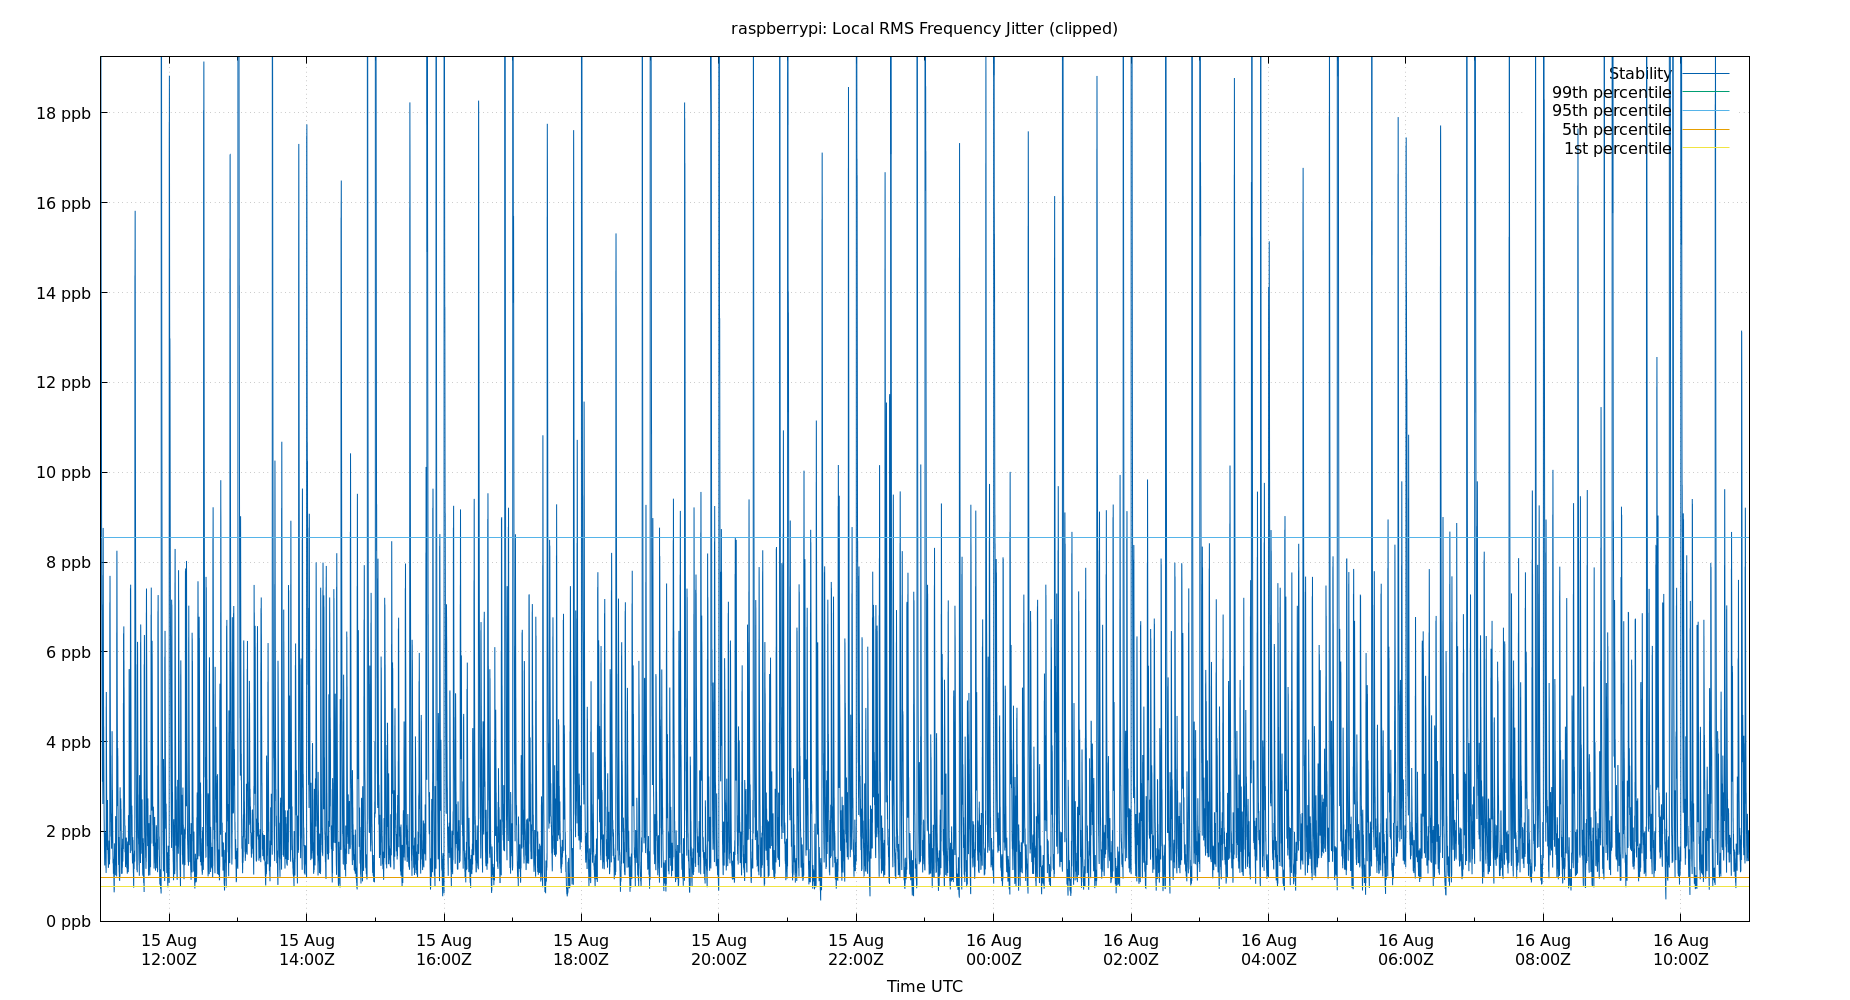 raspberrypi: Local RMS Frequency Jitter (clipped)
Stability
99th percentile
95th percentile
5th percentile
1st percentile
18 ppb
16 ppb
14 ppb
12 ppb
10 ppb
8 ppb
6 ppb
4 ppb
2 ppb
0 ppb
15 Aug 15 Aug 15 Aug 15 Aug 15 Aug 15 Aug 16 Aug 16 Aug 16 Aug 16 Aug 16 Aug 16 Aug
12:00Z 14:00Z 16:00Z 18:00Z 20:00Z 22:00Z 00:00Z 02:00Z 04:00Z 06:00Z 08:00Z 10:00Z
Time UTC